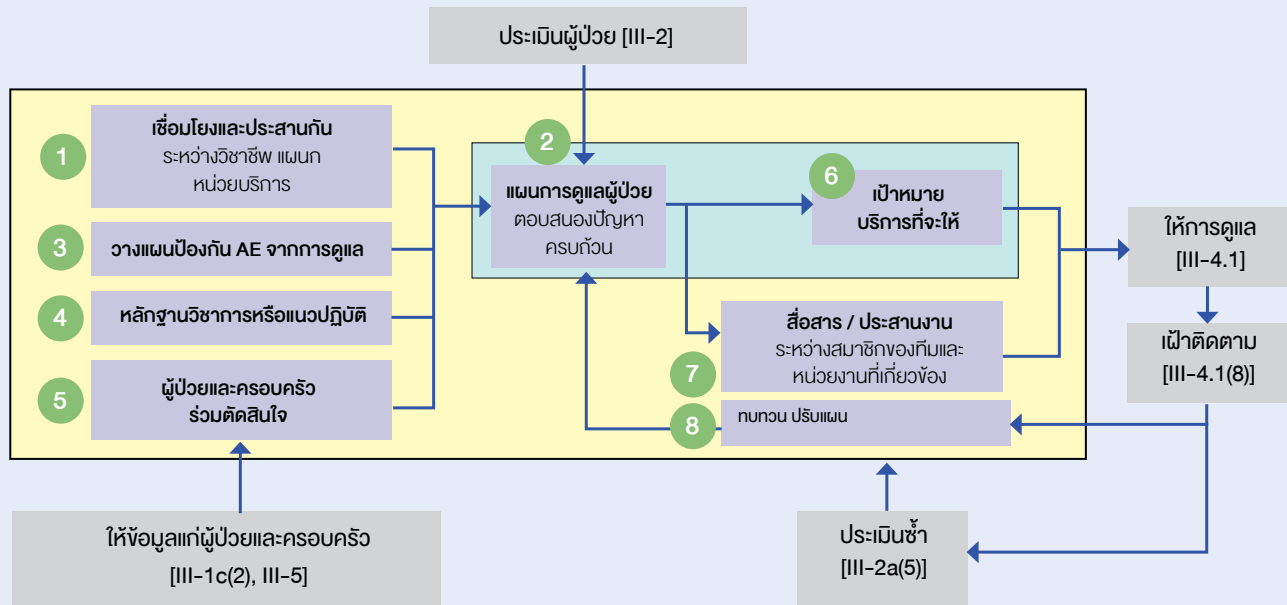 ประเมินผู้ป่วย [III-2]
1
เชื่อมโยงและประสานกัน
ระหว่างวิชาชีพ แผนก
หน่วยบริการ
2
แผนการดูแลผู้ป่วย
ตอบสนองปัญหา
ครบถ้วน
6
เป้าหมาย
บริการที่จะให้
3
วางแผนป้องกัน AE จากการดูแล
4
หลักฐานวิชาการหรือแนวปฏิบัติ
5
ผู้ป่วยและครอบครัว
ร่วมตัดสินใจ
7
สื่อสาร / ประสานงาน
ระหว่างสมาชิกของทีมและ
หน่วยงานที่เกี่ยวข้อง
8
ทบทวน ปรับแผน
ให้การดูแล
[III-4.1]
เฝ้าติดตาม
[III-4.1(8)]
ให้ข้อมูลแก่ผู้ป่วยและครอบครัว
[III-1c(2), III-5]
ประเมินซ้ำ
[III-2a(5)]